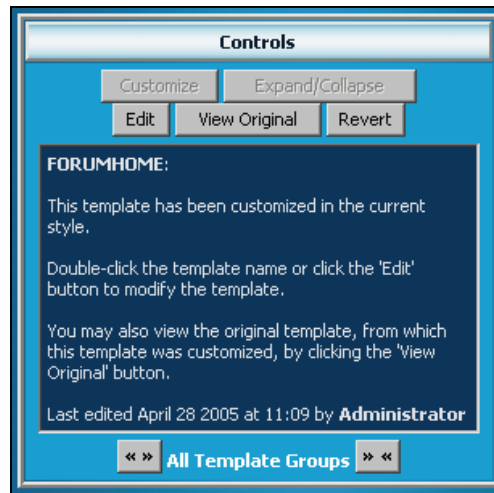 Controls
Customize Expand/Collapse
Edit View Original Revert
FORUMHOME:
This template has been customized in the current
style.
Double-click the template name or click the 'Edit'
button to modify the template.
You may also view the original template, from which
this template was customized, by clicking the 'View
Original' button.
Last edited April 28 2005 at 11:09 by Administrator
« » All Template Groups » «